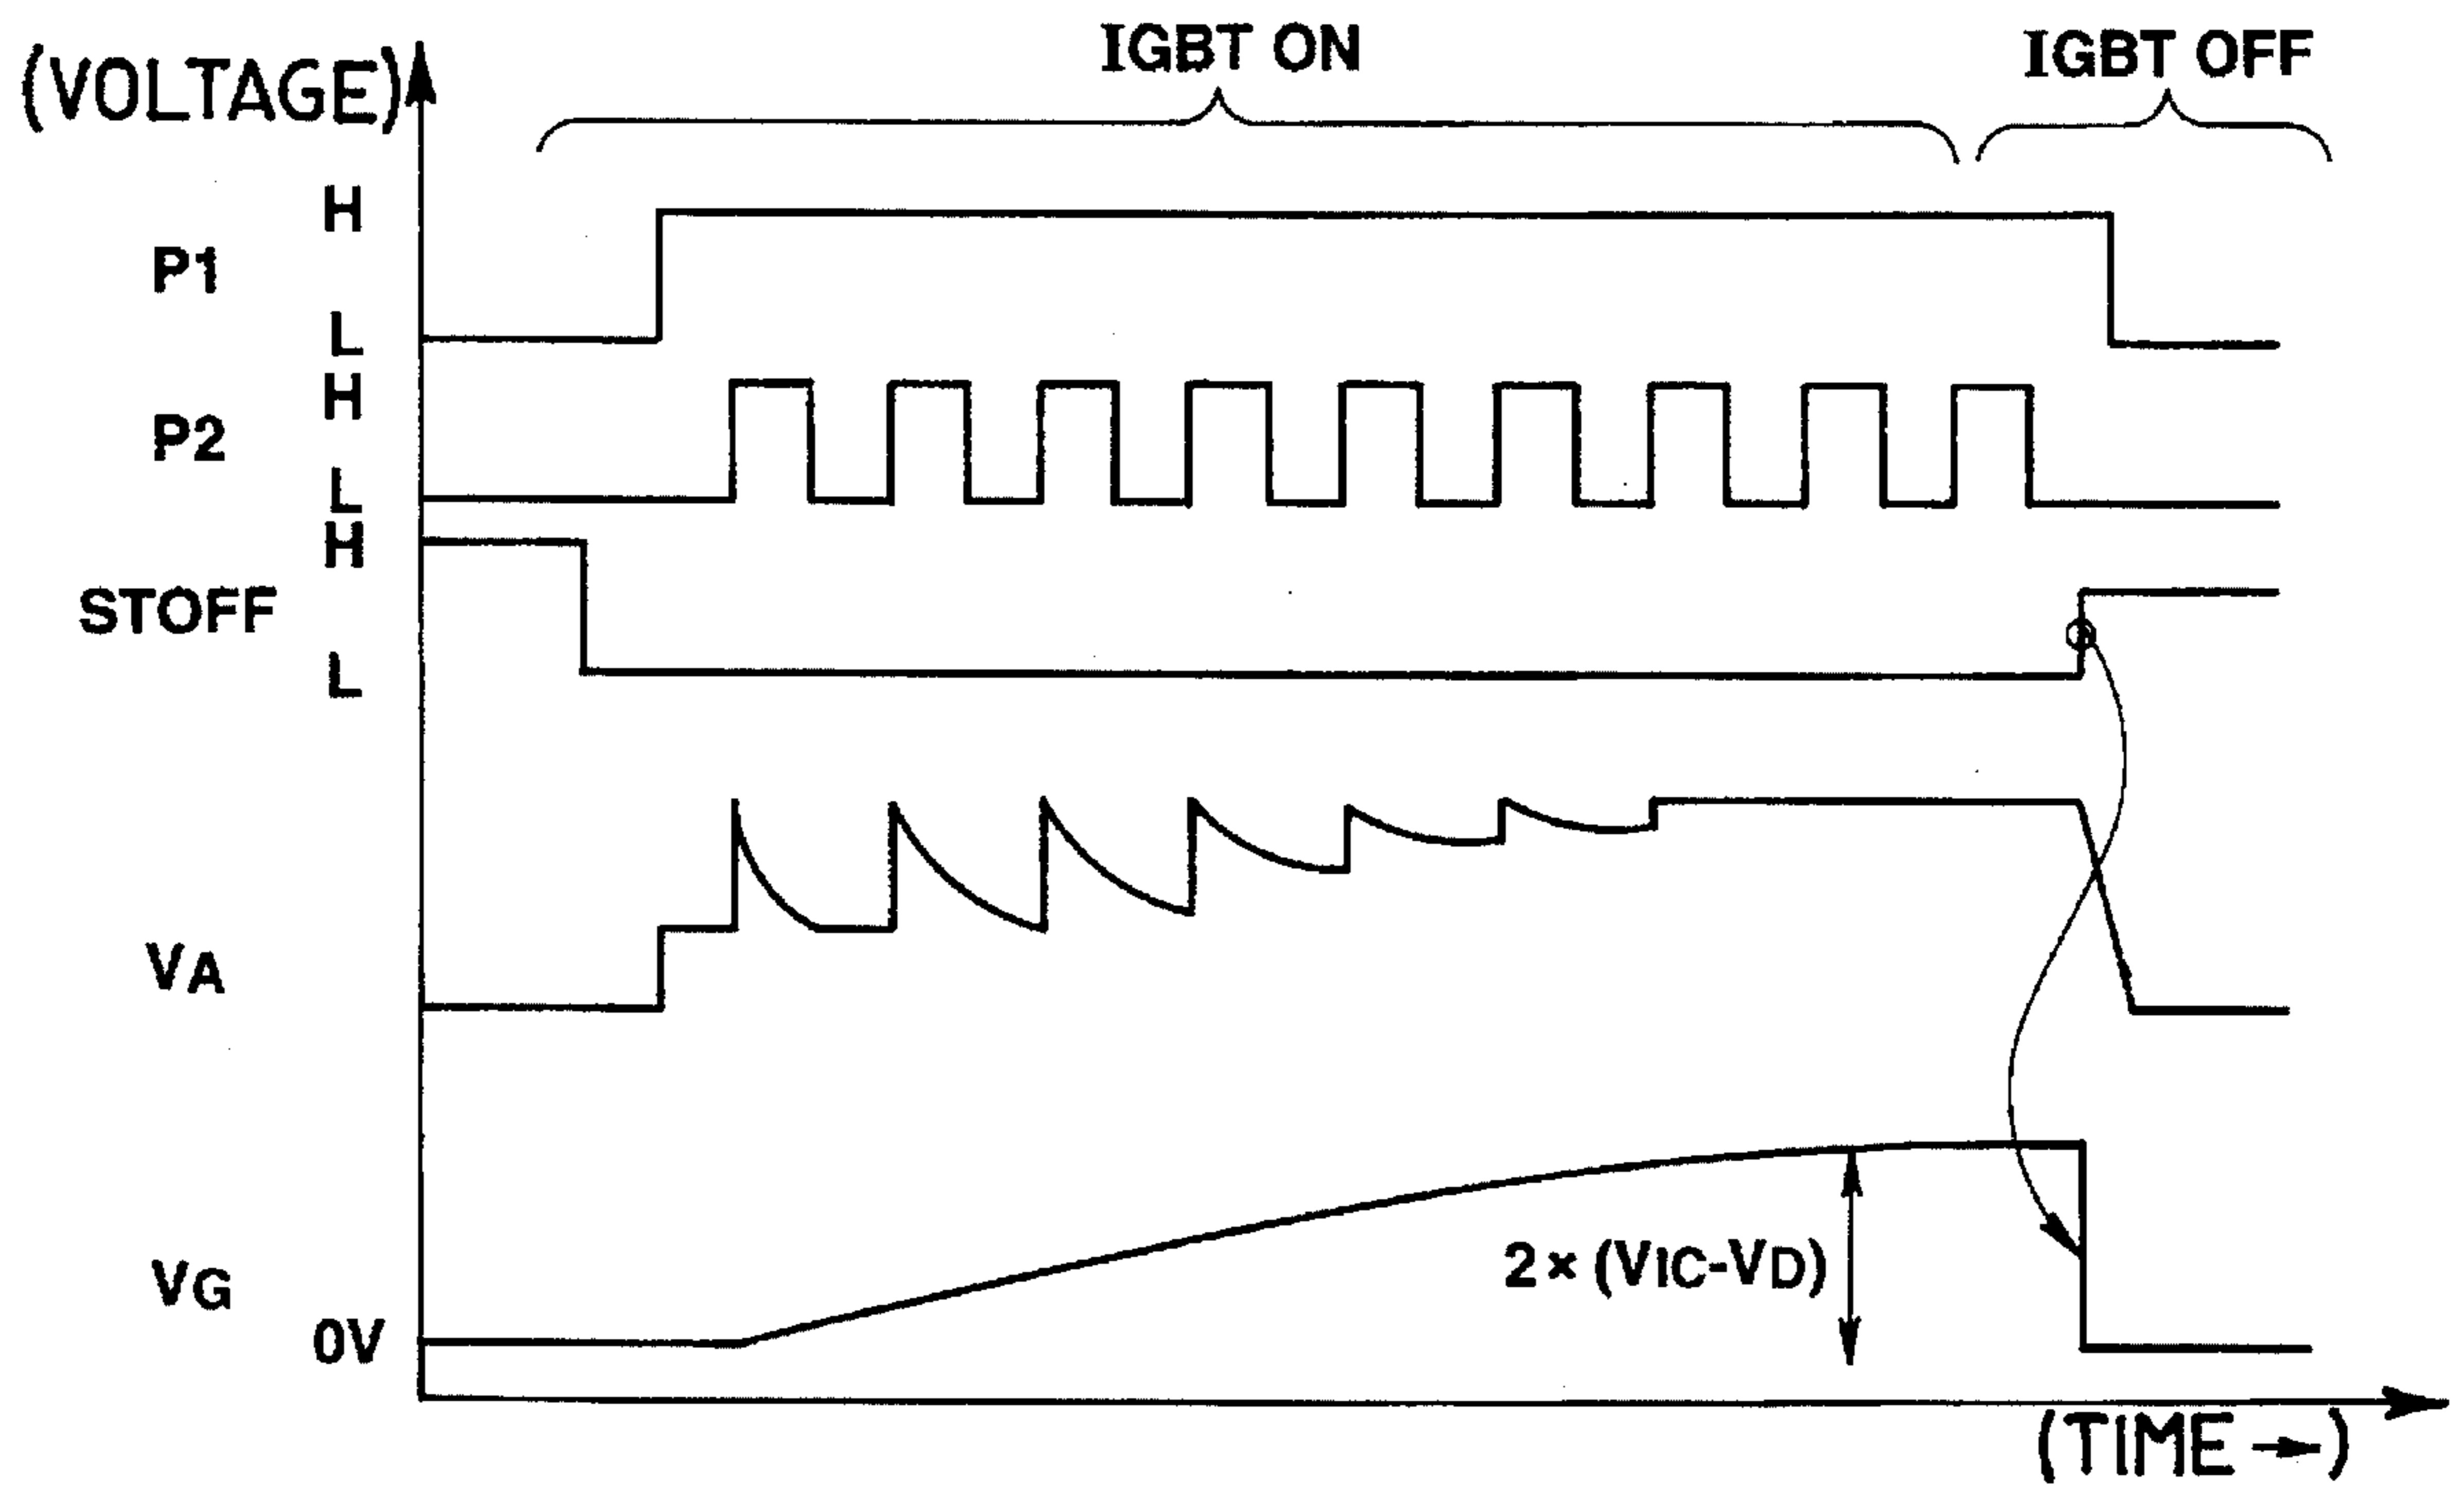 IGBT ON
IGBT OFF
(VOLTAGE)
H
P1
L
H
P2
L
H
STOFF
L
VA
2×(VIC-VD)
VG
0V
(TIME→)